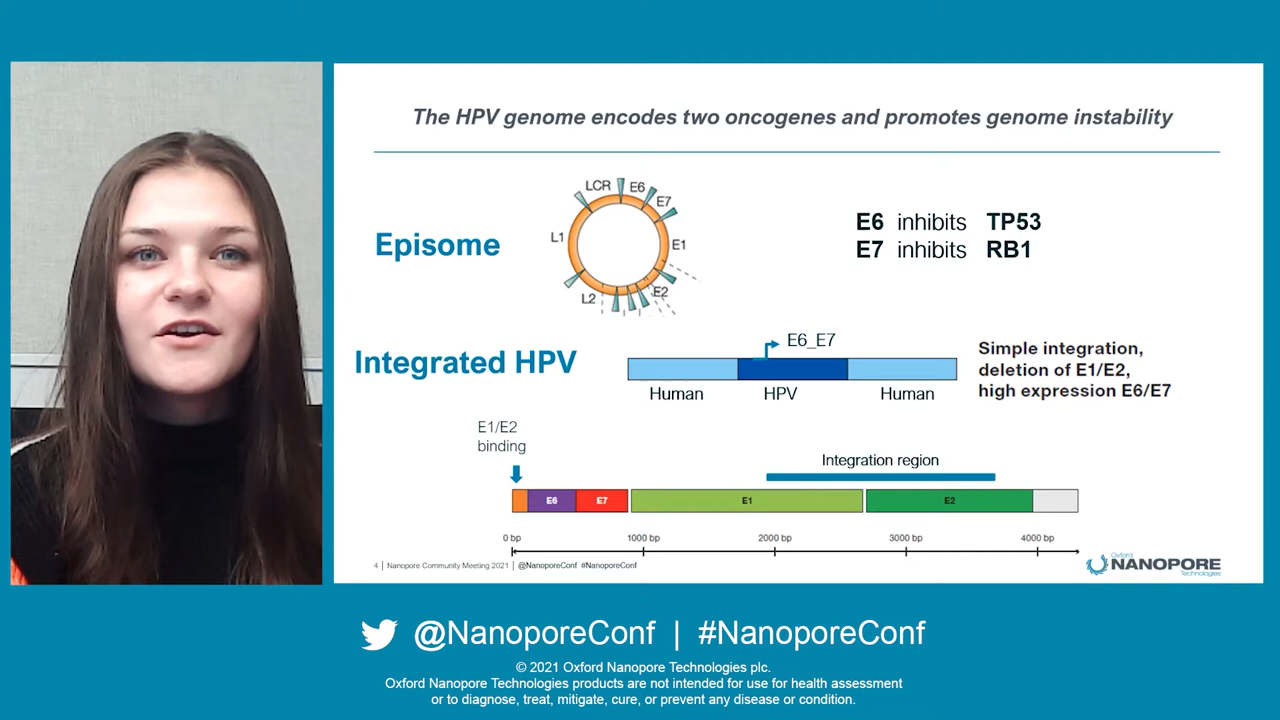 The HPV genome encodes two oncogenes and promotes genome instability
Episome
LCR
E6
E7
L1
E1
L2
E2
E6 inhibits TP53
E7 inhibits RB1
Integrated HPV
E6_E7
Human
HPV
Human
Simple integration,
deletion of E1/E2,
high expression E6/E7
E1/E2
binding
Integration region
E6
E7
E1
E2
0 bp
1000 bp
2000 bp
3000 bp
4000 bp
4 | Nanopore Community Meeting 2021 | @NanoporeConf #NanoporeConf
Oxford
NANOPORE
Technologies
@NanoporeConf | #NanoporeConf
© 2021 Oxford Nanopore Technologies plc.
Oxford Nanopore Technologies products are not intended for use for health assessment
or to diagnose, treat, mitigate, cure, or prevent any disease or condition.